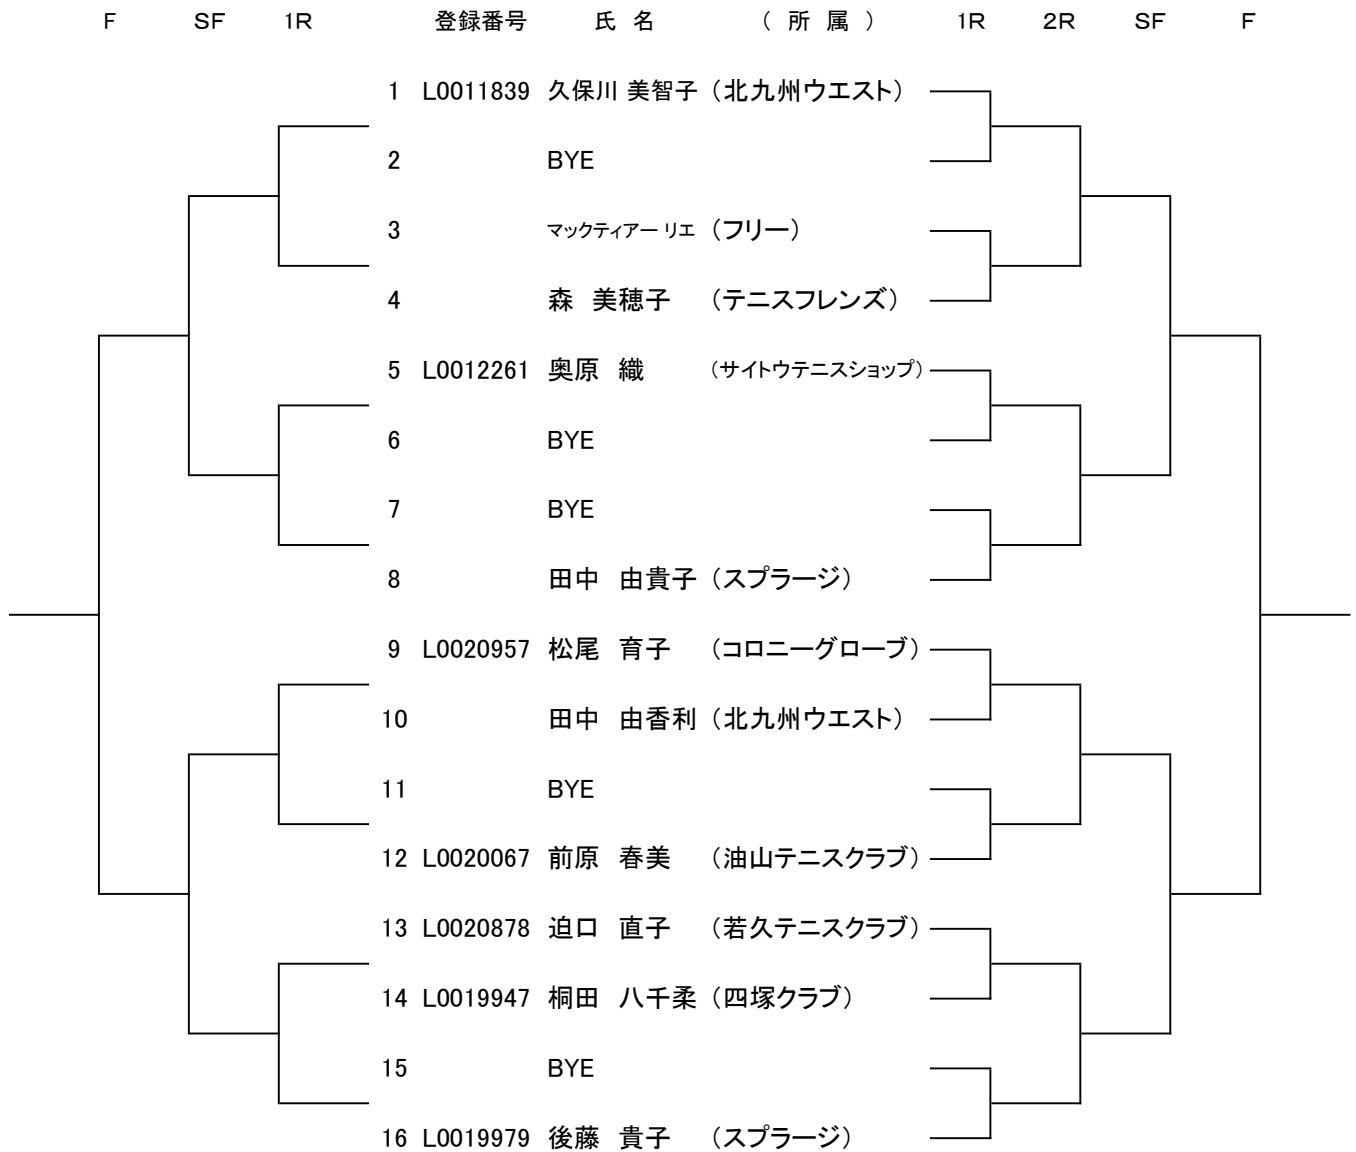 F SF 1R 登録番号 氏 名 ( 所 属 ) 1R 2R SF F
1 L0011839 久保川 美智子 (北九州ウエスト)
2 BYE
3 マックティアー リエ (フリー)
4 森 美穂子 (テニスフレンズ)
5 L0012261 奥原 織 (サイトウテニスショップ)
6 BYE
7 BYE
8 田中 由貴子 (スプラージ)
9 L0020957 松尾 育子 (コロニーグローブ)
10 田中 由香利 (北九州ウエスト)
11 BYE
12 L0020067 前原 春美 (油山テニスクラブ)
13 L0020878 迫口 直子 (若久テニスクラブ)
14 L0019947 桐田 八千柔 (四塚クラブ)
15 BYE
16 L0019979 後藤 貴子 (スプラージ)